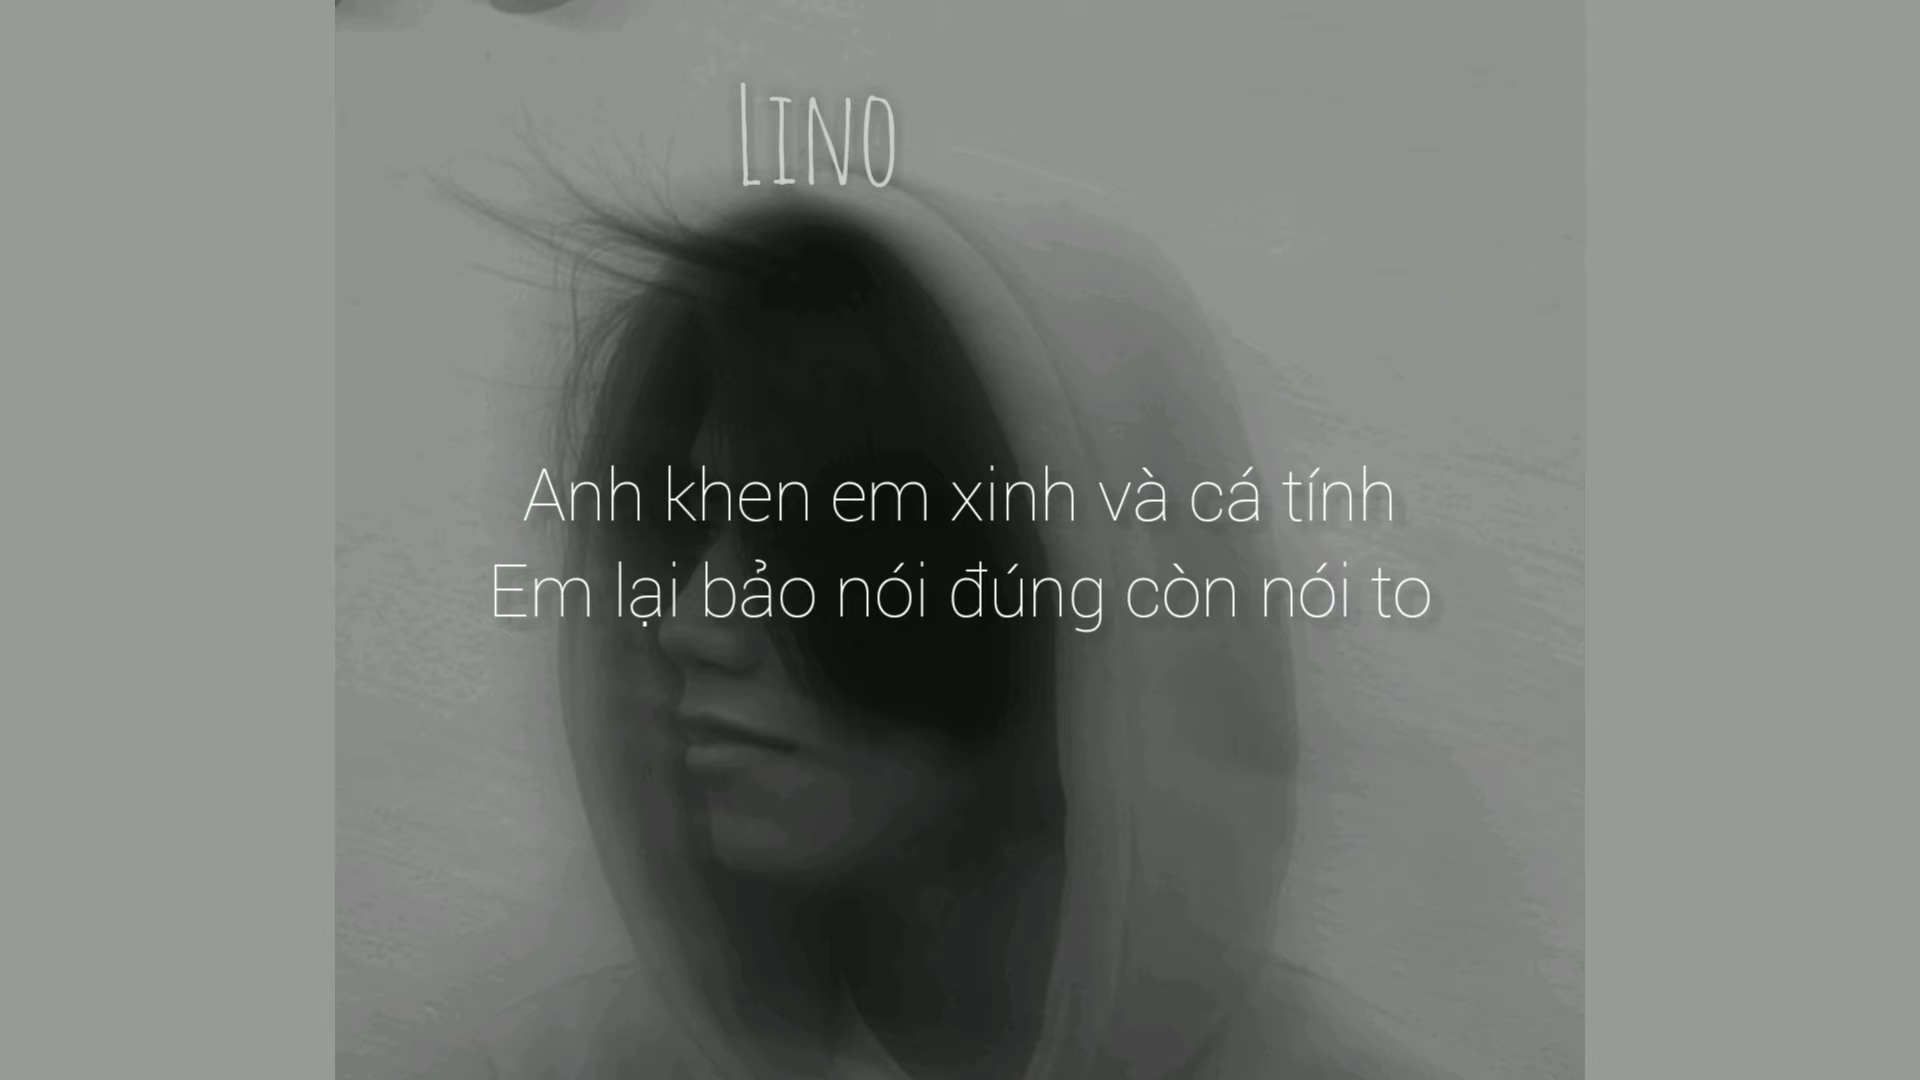 LINO
Anh khen em xinh và cá tính
Em lại bảo nói đúng còn nói to